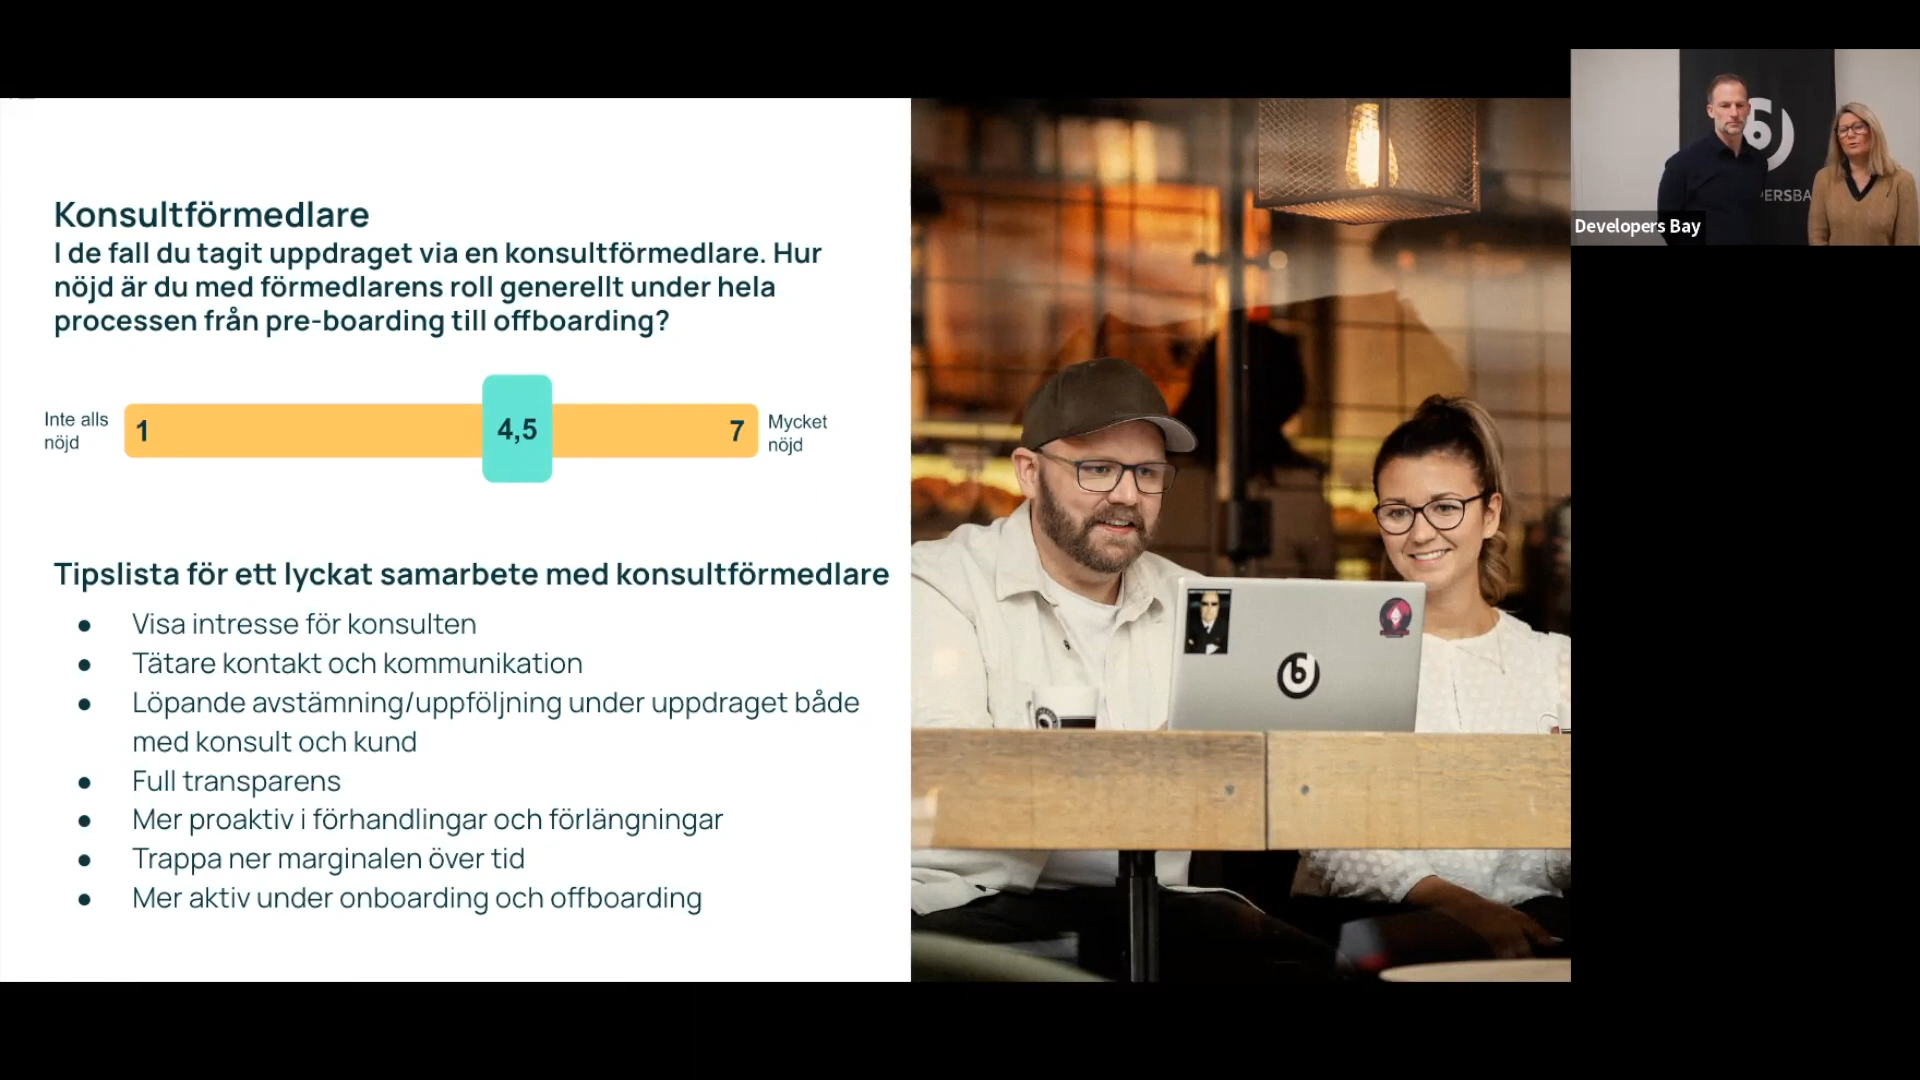 Konsultförmedlare
I de fall du tagit uppdraget via en konsultförmedlare. Hur
nöjd är du med förmedlarens roll generellt under hela
processen från pre-boarding till offboarding?
Inte alls
nöjd
1
4,5
7
Mycket
nöjd
Tipslista för ett lyckat samarbete med konsultförmedlare
● Visa intresse för konsulten
● Tätare kontakt och kommunikation
● Löpande avstämning/uppföljning under uppdraget både
med konsult och kund
● Full transparens
● Mer proaktiv i förhandlingar och förlängningar
● Trappa ner marginalen över tid
● Mer aktiv under onboarding och offboarding
ERSBA
Developers Bay